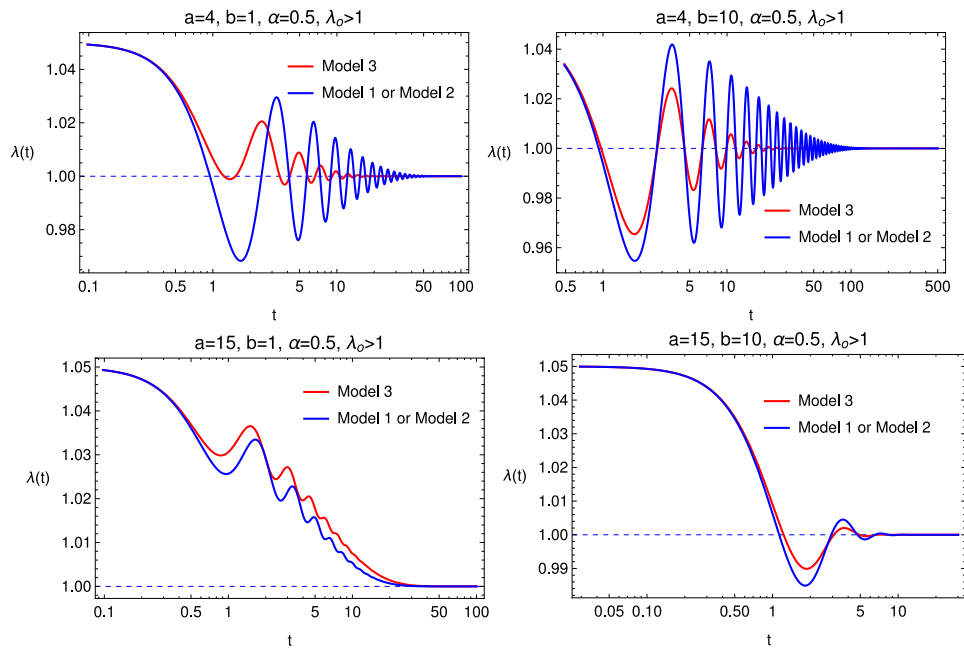 a=4, b=1, α=0.5, λₒ>1
λ(t)
1.04
1.02
1.00
0.98
Model 3
Model 1 or Model 2
0.1 0.5 1 5 10 50 100
t
a=4, b=10, α=0.5, λₒ>1
λ(t)
1.04
1.02
1.00
0.98
0.96
Model 3
Model 1 or Model 2
0.5 1 5 10 50 100 500
t
a=15, b=1, α=0.5, λₒ>1
λ(t)
1.05
1.04
1.03
1.02
1.01
1.00
Model 3
Model 1 or Model 2
0.1 0.5 1 5 10 50 100
t
a=15, b=10, α=0.5, λₒ>1
λ(t)
1.05
1.04
1.03
1.02
1.01
1.00
0.99
Model 3
Model 1 or Model 2
0.05 0.10 0.50 1 5 10
t